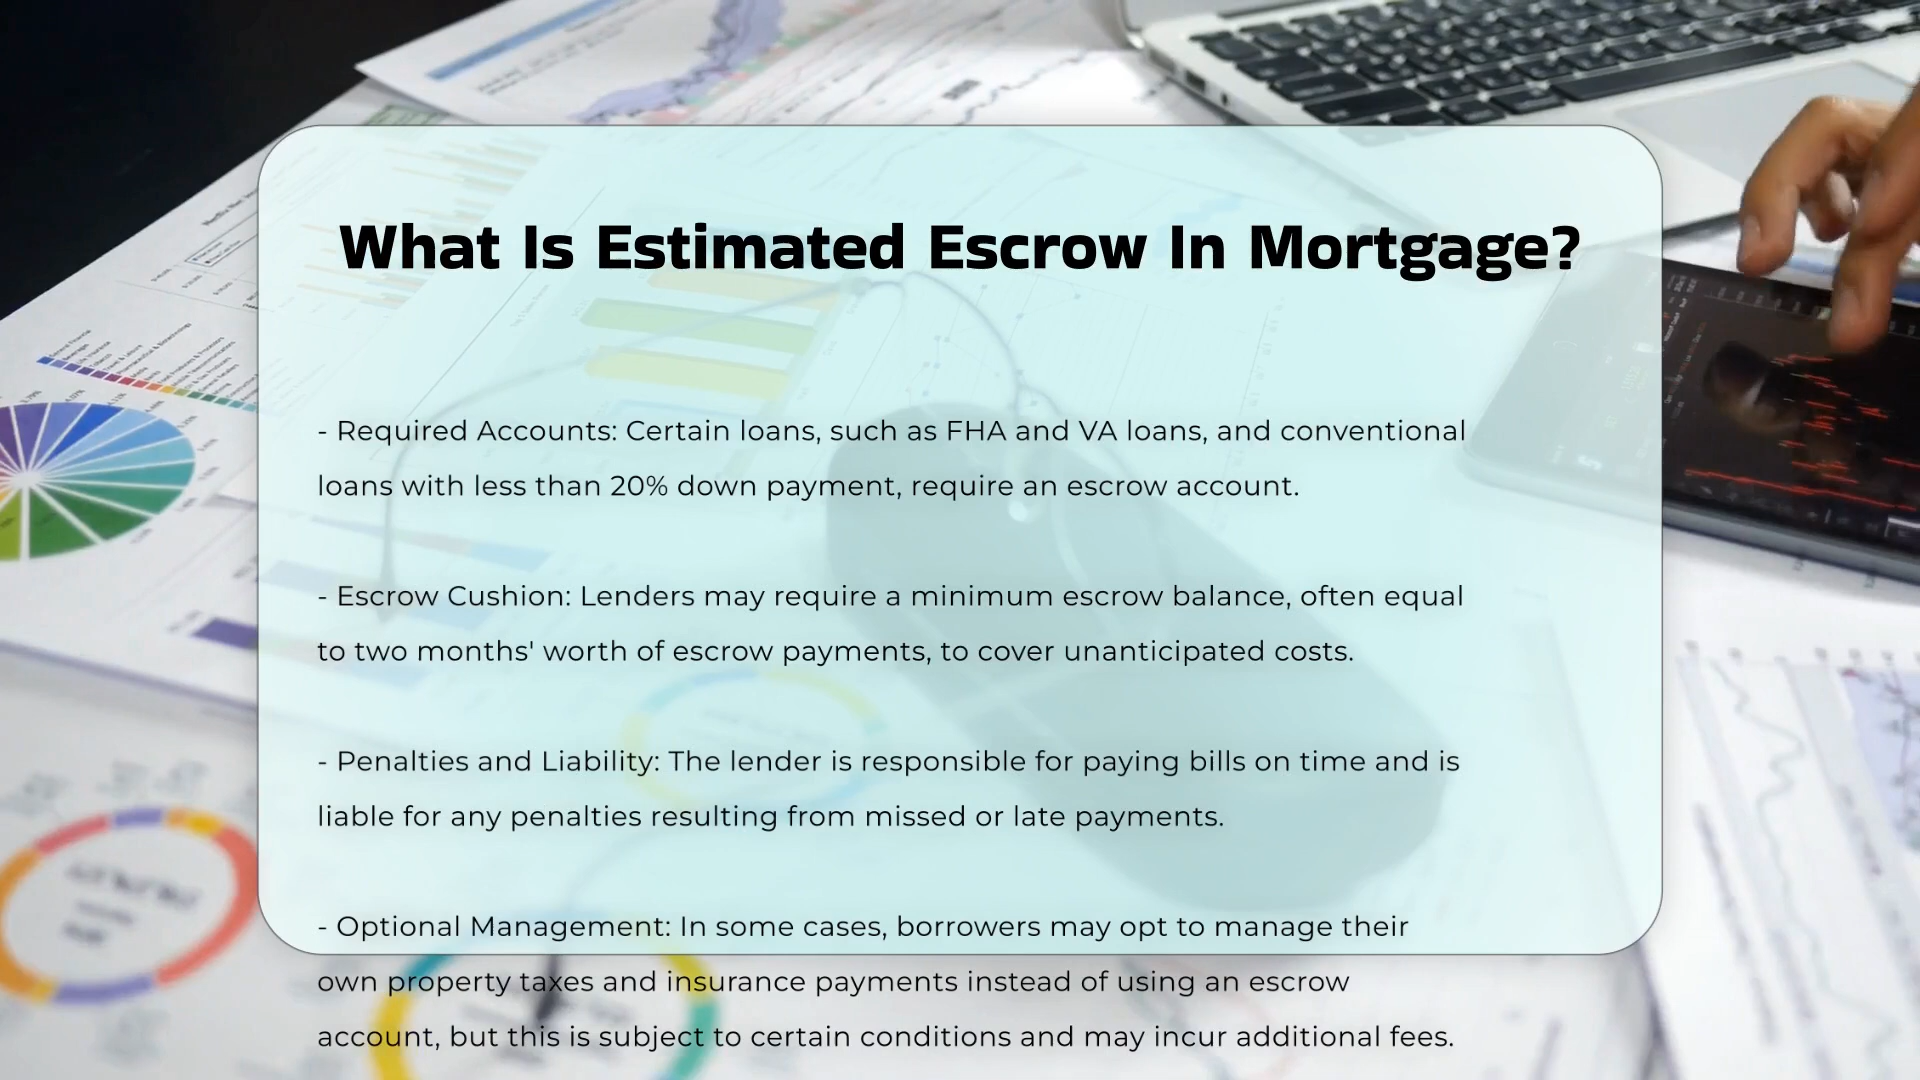 What Is Estimated Escrow In Mortgage?
- Required Accounts: Certain loans, such as FHA and VA loans, and conventional
loans with less than 20% down payment, require an escrow account.
- Escrow Cushion: Lenders may require a minimum escrow balance, often equal
to two months' worth of escrow payments, to cover unanticipated costs.
- Penalties and Liability: The lender is responsible for paying bills on time and is
liable for any penalties resulting from missed or late payments.
- Optional Management: In some cases, borrowers may opt to manage their
own property taxes and insurance payments instead of using an escrow
account, but this is subject to certain conditions and may incur additional fees.